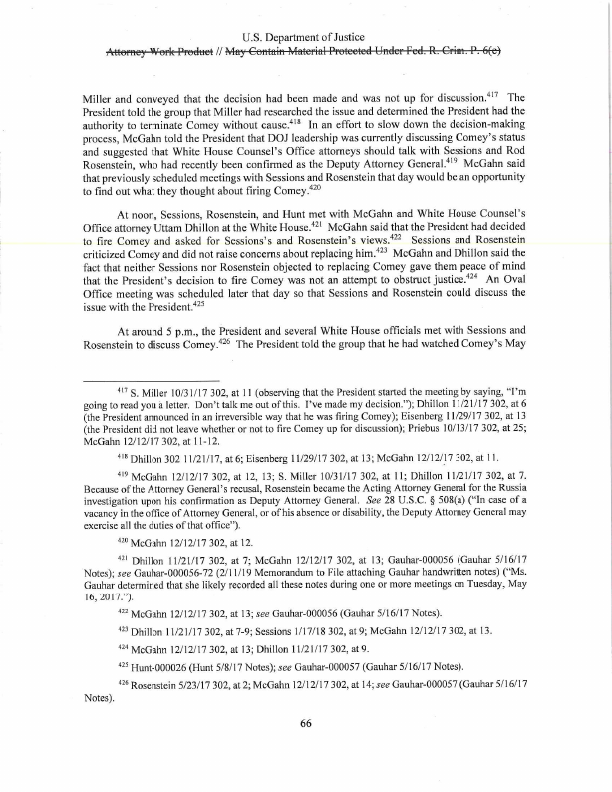 U.S. Department of Justice
Attorney Work Product // May Contain Material Protected Under Fed. R. Crim. P. 6(e)
Miller and conveyed that the decision had been made and was not up for discussion.417 The
President told the group that Miller had researched the issue and determined the President had the
authority to terminate Comey without cause.418 In an effort to slow down the decision-making
process, McGahn told the President that DOJ leadership was currently discussing Comey's status
and suggested that White House Counsel's Office attorneys should talk with Sessions and Rod
Rosenstein, who had recently been confirmed as the Deputy Attorney General.419 McGahn said
that previously scheduled meetings with Sessions and Rosenstein that day would be an opportunity
to find out what they thought about firing Comey.420
At noon, Sessions, Rosenstein, and Hunt met with McGahn and White House Counsel's
Office attorney Uttam Dhillon at the White House.421 McGahn said that the President had decided
to fire Comey and asked for Sessions's and Rosenstein's views.422 Sessions and Rosenstein
criticized Comey and did not raise concerns about replacing him.423 McGahn and Dhillon said the
fact that neither Sessions nor Rosenstein objected to replacing Comey gave them peace of mind
that the President's decision to fire Comey was not an attempt to obstruct justice.424 An Oval
Office meeting was scheduled later that day so that Sessions and Rosenstein could discuss the
issue with the President.425
At around 5 p.m., the President and several White House officials met with Sessions and
Rosenstein to discuss Comey.426 The President told the group that he had watched Comey's May
417 S. Miller 10/31/17 302, at 11 (observing that the President started the meeting by saying, "I'm
going to read you a letter. Don't talk me out of this. I've made my decision."); Dhillon 11/21/17 302, at 6
(the President announced in an irreversible way that he was firing Comey); Eisenberg 11/29/17 302, at 13
(the President did not leave whether or not to fire Comey up for discussion); Priebus 10/13/17 302, at 25;
McGahn 12/12/17 302, at 11-12.
418 Dhillon 302 11/21/17, at 6; Eisenberg 11/29/17 302, at 13; McGahn 12/12/17 302, at 11.
419 McGahn 12/12/17 302, at 12, 13; S. Miller 10/31/17 302, at 11; Dhillon 11/21/17 302, at 7.
Because of the Attorney General's recusal, Rosenstein became the Acting Attorney General for the Russia
investigation upon his confirmation as Deputy Attorney General. See 28 U.S.C. § 508(a) ("In case of a
vacancy in the office of Attorney General, or of his absence or disability, the Deputy Attorney General may
exercise all the duties of that office").
420 McGahn 12/12/17 302, at 12.
421 Dhillon 11/21/17 302, at 7; McGahn 12/12/17 302, at 13; Gauhar-000056 (Gauhar 5/16/17
Notes); see Gauhar-000056-72 (2/11/19 Memorandum to File attaching Gauhar handwritten notes) ("Ms.
Gauhar determined that she likely recorded all these notes during one or more meetings on Tuesday, May
16, 2017.").
422 McGahn 12/12/17 302, at 13; see Gauhar-000056 (Gauhar 5/16/17 Notes).
423 Dhillon 11/21/17 302, at 7-9; Sessions 1/17/18 302, at 9; McGahn 12/12/17 302, at 13.
424 McGahn 12/12/17 302, at 13; Dhillon 11/21/17 302, at 9.
425 Hunt-000026 (Hunt 5/8/17 Notes); see Gauhar-000057 (Gauhar 5/16/17 Notes).
426 Rosenstein 5/23/17 302, at 2; McGahn 12/12/17 302, at 14; see Gauhar-000057 (Gauhar 5/16/17
Notes).
66